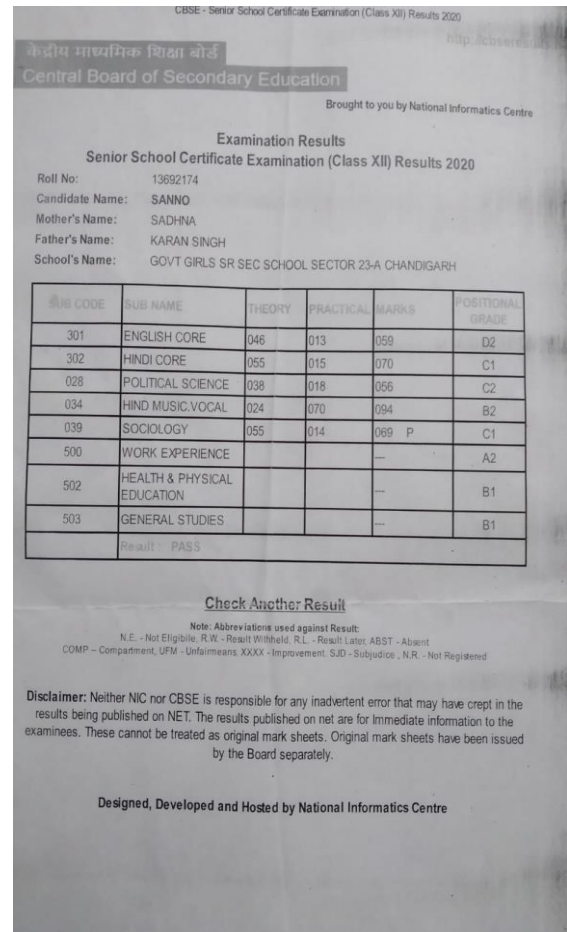 CBSE - Senior School Certificate Examination (Class XII) Results 2020
केन्द्रीय माध्यमिक शिक्षा बोर्ड
Central Board of Secondary Education
Brought to you by National Informatics Centre
Examination Results
Senior School Certificate Examination (Class XII) Results 2020
Roll No: 13692174
Candidate Name: SANNO
Mother's Name: SADHNA
Father's Name: KARAN SINGH
School's Name: GOVT GIRLS SR SEC SCHOOL SECTOR 23-A CHANDIGARH
SUB CODE SUB NAME THEORY PRACTICAL MARKS POSITIONAL GRADE
301 ENGLISH CORE 046 013 059 D2
302 HINDI CORE 055 015 070 C1
028 POLITICAL SCIENCE 038 018 056 C2
034 HIND MUSIC.VOCAL 024 070 094 B2
039 SOCIOLOGY 055 014 069 P C1
500 WORK EXPERIENCE --- A2
502 HEALTH & PHYSICAL EDUCATION --- B1
503 GENERAL STUDIES --- B1
Result : PASS
Check Another Result
Note: Abbreviations used against Result:
N.E. - Not Eligibile, R.W. - Result Withheld, R.L. - Result Later, ABST - Absent
COMP – Compartment, UFM - Unfairmeans, XXXX - Improvement, SJD - Subjudice , N.R. - Not Registered
Disclaimer: Neither NIC nor CBSE is responsible for any inadvertent error that may have crept in the
results being published on NET. The results published on net are for Immediate information to the
examinees. These cannot be treated as original mark sheets. Original mark sheets have been issued
by the Board separately.
Designed, Developed and Hosted by National Informatics Centre